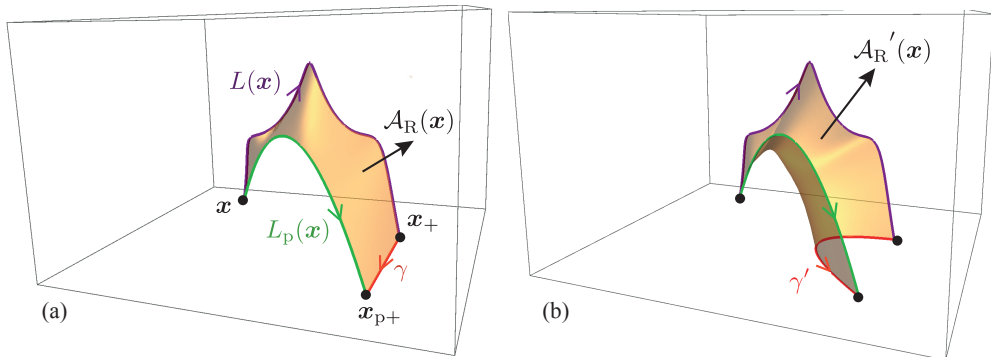 L(x)
A_R(x)
x
L_p(x)
x_+
γ
x_p+
(a)
A_R′(x)
γ′
(b)